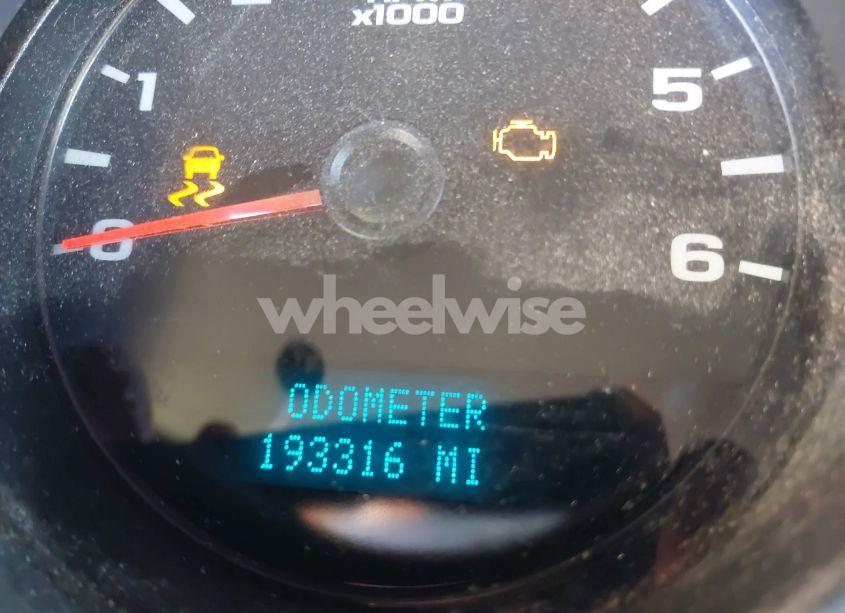 x1000
1
5
0
6
wheelwise
ODOMETER
193316 MI